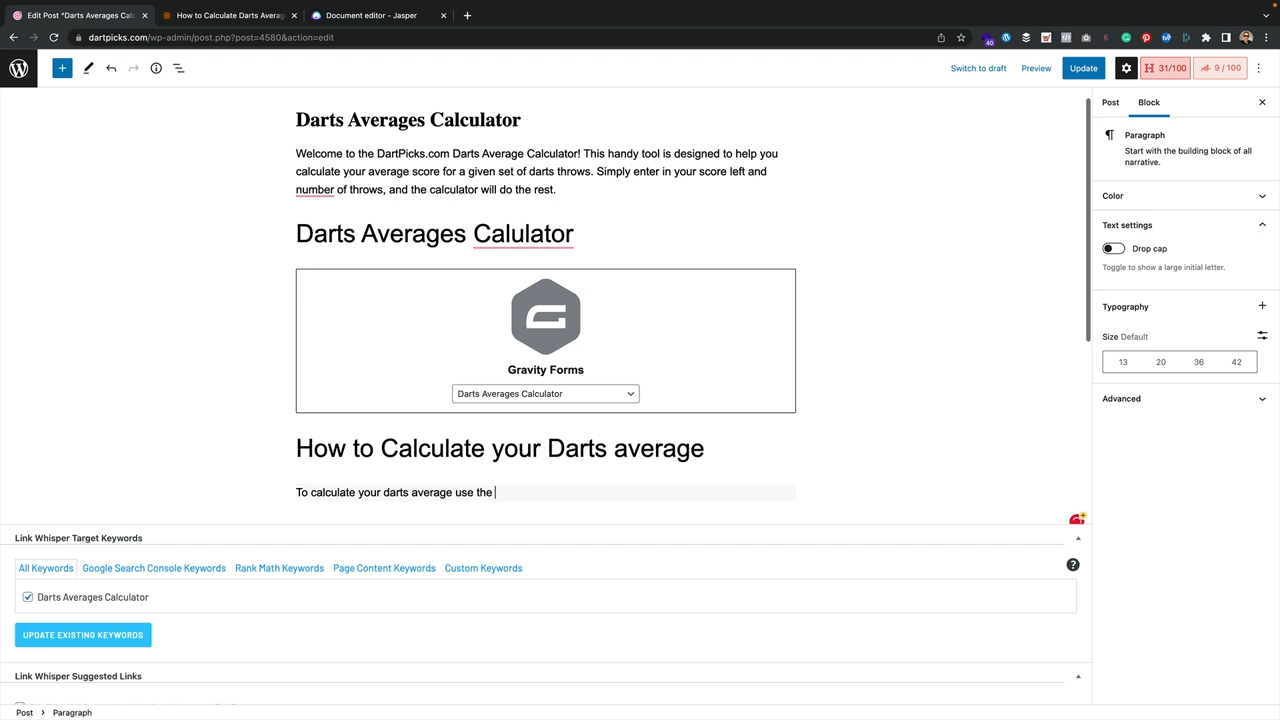 Edit Post “Darts Averages Calc
How to Calculate Darts Averag
Document editor - Jasper
dartpicks.com/wp-admin/post.php?post=4580&action=edit
40
Switch to draft
Preview
Update
31/100
9 / 100
Darts Averages Calculator
Welcome to the DartPicks.com Darts Average Calculator! This handy tool is designed to help you
calculate your average score for a given set of darts throws. Simply enter in your score left and
number of throws, and the calculator will do the rest.
Darts Averages Calulator
Gravity Forms
Darts Averages Calculator
How to Calculate your Darts average
To calculate your darts average use the
Post
Block
Paragraph
Start with the building block of all
narrative.
Color
Text settings
Drop cap
Toggle to show a large initial letter.
Typography
Size Default
13 20 36 42
Advanced
Link Whisper Target Keywords
All Keywords Google Search Console Keywords Rank Math Keywords Page Content Keywords Custom Keywords
?
Darts Averages Calculator
UPDATE EXISTING KEYWORDS
Link Whisper Suggested Links
Post > Paragraph